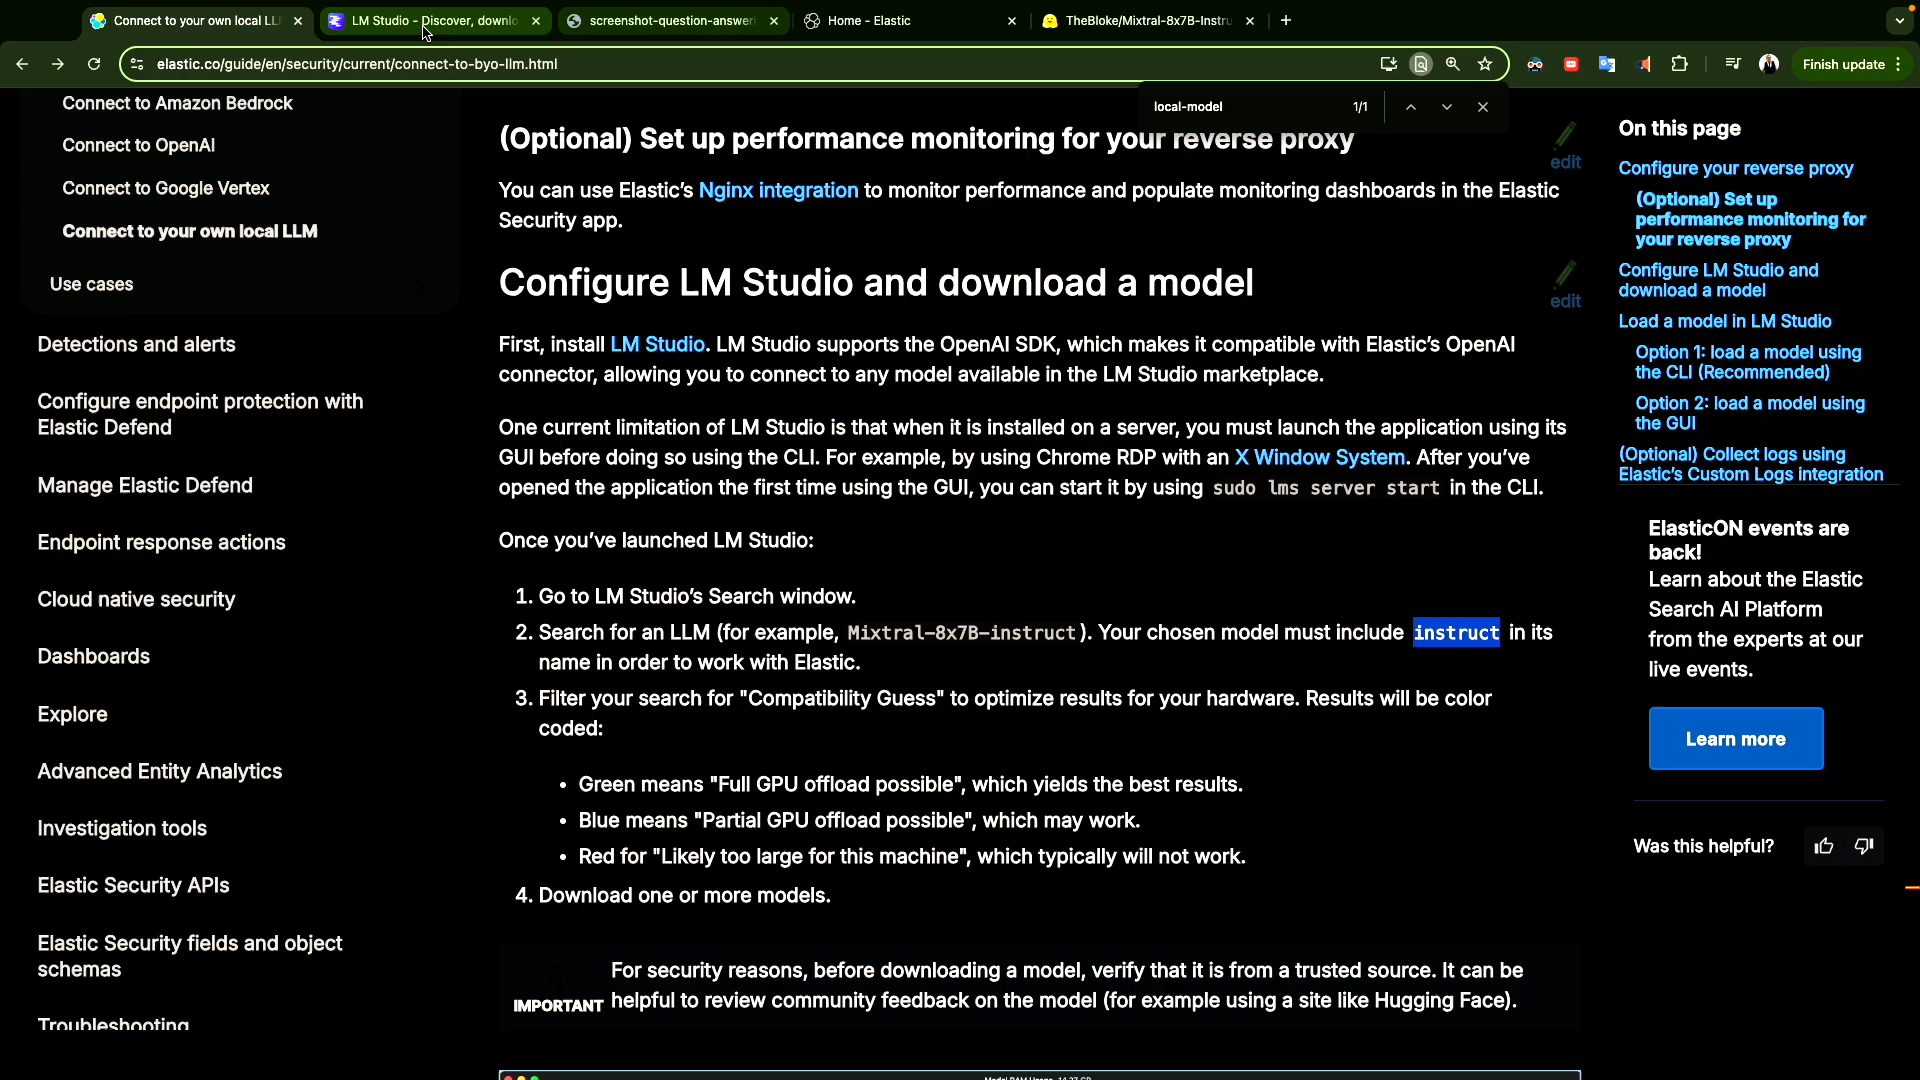 Connect to your own local LL
LM Studio - Discover, downlo
screenshot-question-answeri
Home - Elastic
TheBloke/Mixtral-8x7B-Instru
elastic.co/guide/en/security/current/connect-to-byo-llm.html
Finish update
local-model
1/1
Connect to Amazon Bedrock
Connect to OpenAI
Connect to Google Vertex
Connect to your own local LLM
Use cases
Detections and alerts
Configure endpoint protection with
Elastic Defend
Manage Elastic Defend
Endpoint response actions
Cloud native security
Dashboards
Explore
Advanced Entity Analytics
Investigation tools
Elastic Security APIs
Elastic Security fields and object
schemas
Troubleshooting
(Optional) Set up performance monitoring for your reverse proxy
edit
You can use Elastic's Nginx integration to monitor performance and populate monitoring dashboards in the Elastic
Security app.
Configure LM Studio and download a model
edit
First, install LM Studio. LM Studio supports the OpenAI SDK, which makes it compatible with Elastic's OpenAI
connector, allowing you to connect to any model available in the LM Studio marketplace.
One current limitation of LM Studio is that when it is installed on a server, you must launch the application using its
GUI before doing so using the CLI. For example, by using Chrome RDP with an X Window System. After you've
opened the application the first time using the GUI, you can start it by using sudo lms server start in the CLI.
Once you've launched LM Studio:
1. Go to LM Studio's Search window.
2. Search for an LLM (for example, Mixtral-8x7B-instruct). Your chosen model must include instruct in its
name in order to work with Elastic.
3. Filter your search for "Compatibility Guess" to optimize results for your hardware. Results will be color
coded:
• Green means "Full GPU offload possible", which yields the best results.
• Blue means "Partial GPU offload possible", which may work.
• Red for "Likely too large for this machine", which typically will not work.
4. Download one or more models.
IMPORTANT
For security reasons, before downloading a model, verify that it is from a trusted source. It can be
helpful to review community feedback on the model (for example using a site like Hugging Face).
On this page
Configure your reverse proxy
(Optional) Set up
performance monitoring for
your reverse proxy
Configure LM Studio and
download a model
Load a model in LM Studio
Option 1: load a model using
the CLI (Recommended)
Option 2: load a model using
the GUI
(Optional) Collect logs using
Elastic's Custom Logs integration
ElasticON events are
back!
Learn about the Elastic
Search AI Platform
from the experts at our
live events.
Learn more
Was this helpful?